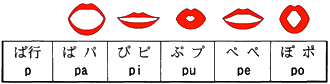 ぱ行 ぱ パ ぴ ピ ぷ プ ぺ ペ ぽ ポ
p pa pi pu pe po